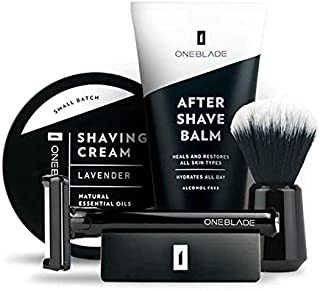 SMALL BATCH
ONEBLADE
SHAVING
CREAM
LAVENDER
NATURAL
ESSENTIAL OILS
ONEBLADE
AFTER
SHAVE
BALM
HEALS AND RESTORES
ALL SKIN TYPES
HYDRATES ALL DAY
ALCOHOL FREE
ONEBLADE